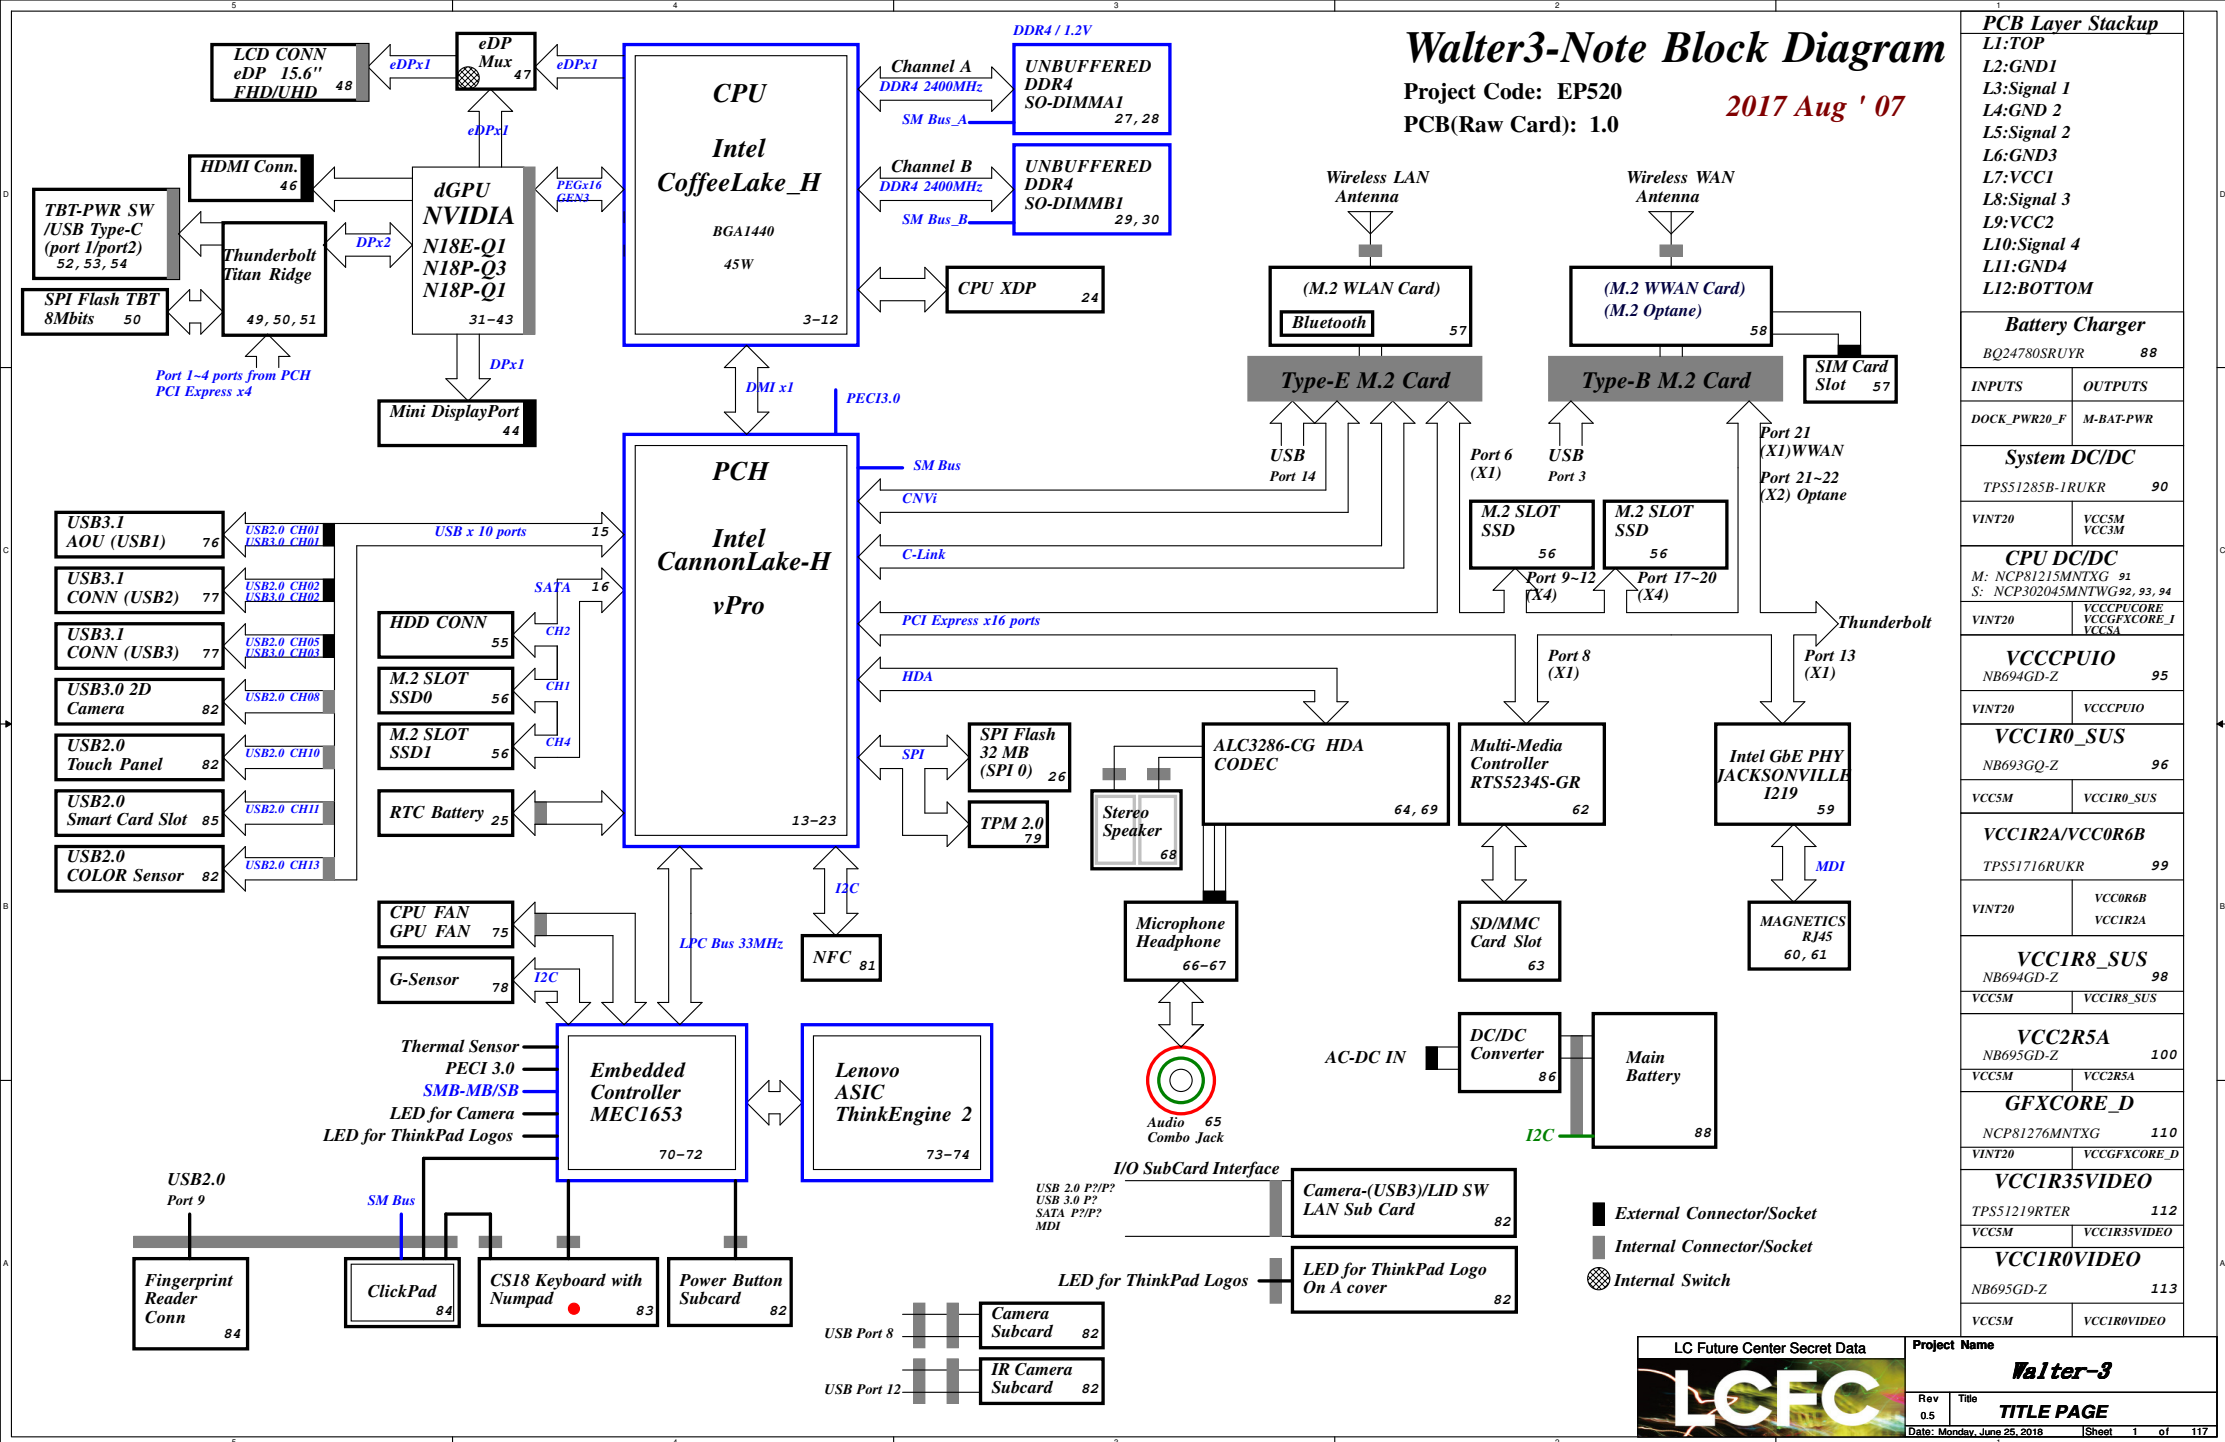 Walter3-Note Block Diagram
Project Code: EP520
PCB(Raw Card): 1.0
2017 Aug ' 07
LCD CONN
eDP 15.6"
FHD/UHD
48
eDPx1
eDP
Mux
47
eDPx1
eDPx1
HDMI Conn.
46
TBT-PWR SW
/USB Type-C
(port 1/port2)
52,53,54
Thunderbolt
Titan Ridge
49,50,51
SPI Flash TBT
8Mbits 50
Port 1~4 ports from PCH
PCI Express x4
DPx2
dGPU
NVIDIA
N18E-Q1
N18P-Q3
N18P-Q1
31-43
PEGx16
GEN3
DPx1
Mini DisplayPort
44
CPU
Intel
CoffeeLake_H
BGA1440
45W
3-12
DDR4 / 1.2V
Channel A
DDR4 2400MHz
SM Bus_A
UNBUFFERED
DDR4
SO-DIMMA1
27,28
Channel B
DDR4 2400MHz
SM Bus_B
UNBUFFERED
DDR4
SO-DIMMB1
29,30
CPU XDP 24
DMI x1
PECI3.0
Wireless LAN
Antenna
(M.2 WLAN Card)
Bluetooth
57
Type-E M.2 Card
Wireless WAN
Antenna
(M.2 WWAN Card)
(M.2 Optane)
58
Type-B M.2 Card
SIM Card
Slot 57
USB
Port 14
Port 6
(X1)
USB
Port 3
Port 21
(X1)WWAN
Port 21~22
(X2) Optane
M.2 SLOT
SSD
56
M.2 SLOT
SSD
56
Port 9~12
(X4)
Port 17~20
(X4)
Thunderbolt
PCH
Intel
CannonLake-H
vPro
13-23
SM Bus
CNVi
C-Link
PCI Express x16 ports
HDA
SPI
Port 8
(X1)
Port 13
(X1)
USB3.1
AOU (USB1) 76
USB2.0 CH01
USB3.0 CH01
USB x 10 ports
15
USB3.1
CONN (USB2) 77
USB2.0 CH02
USB3.0 CH02
USB3.1
CONN (USB3) 77
USB2.0 CH05
USB3.0 CH03
USB3.0 2D
Camera 82
USB2.0 CH08
USB2.0
Touch Panel 82
USB2.0 CH10
USB2.0
Smart Card Slot 85
USB2.0 CH11
USB2.0
COLOR Sensor 82
USB2.0 CH13
SATA 16
HDD CONN
55
CH2
M.2 SLOT
SSD0 56
CH1
M.2 SLOT
SSD1 56
CH4
RTC Battery 25
SPI Flash
32 MB
(SPI 0) 26
TPM 2.0
79
ALC3286-CG HDA
CODEC
64,69
Stereo
Speaker
68
Microphone
Headphone
66-67
Audio 65
Combo Jack
Multi-Media
Controller
RTS5234S-GR
62
SD/MMC
Card Slot
63
Intel GbE PHY
JACKSONVILLE
I219
59
MDI
MAGNETICS
RJ45
60,61
CPU FAN
GPU FAN 75
G-Sensor
78
I2C
LPC Bus 33MHz
I2C
NFC 81
Thermal Sensor
PECI 3.0
SMB-MB/SB
LED for Camera
LED for ThinkPad Logos
Embedded
Controller
MEC1653
70-72
Lenovo
ASIC
ThinkEngine 2
73-74
AC-DC IN
DC/DC
Converter
86
Main
Battery
88
I2C
USB2.0
Port 9
SM Bus
Fingerprint
Reader
Conn
84
ClickPad
84
CS18 Keyboard with
Numpad
83
Power Button
Subcard
82
I/O SubCard Interface
USB 2.0 P?/P?
USB 3.0 P?
SATA P?/P?
MDI
Camera-(USB3)/LID SW
LAN Sub Card
82
LED for ThinkPad Logos
LED for ThinkPad Logo
On A cover
82
USB Port 8
Camera
Subcard 82
USB Port 12
IR Camera
Subcard 82
External Connector/Socket
Internal Connector/Socket
Internal Switch
PCB Layer Stackup
L1:TOP
L2:GND1
L3:Signal 1
L4:GND 2
L5:Signal 2
L6:GND3
L7:VCC1
L8:Signal 3
L9:VCC2
L10:Signal 4
L11:GND4
L12:BOTTOM
Battery Charger
BQ24780SRUYR 88
INPUTS OUTPUTS
DOCK_PWR20_F M-BAT-PWR
System DC/DC
TPS51285B-1RUKR 90
VINT20 VCC5M
VCC3M
CPU DC/DC
M: NCP81215MNTXG 91
S: NCP302045MNTWG 92,93,94
VINT20 VCCCPUCORE
VCCGFXCORE_I
VCCSA
VCCCPUIO
NB694GD-Z 95
VINT20 VCCCPUIO
VCC1R0_SUS
NB693GQ-Z 96
VCC5M VCC1R0_SUS
VCC1R2A/VCC0R6B
TPS51716RUKR 99
VINT20 VCC0R6B
VCC1R2A
VCC1R8_SUS
NB694GD-Z 98
VCC5M VCC1R8_SUS
VCC2R5A
NB695GD-Z 100
VCC5M VCC2R5A
GFXCORE_D
NCP81276MNTXG 110
VINT20 VCCGFXCORE_D
VCC1R35VIDEO
TPS51219RTER 112
VCC5M VCC1R35VIDEO
VCC1R0VIDEO
NB695GD-Z 113
VCC5M VCC1R0VIDEO
LC Future Center Secret Data
LCFC
Project Name
Walter-3
Rev 0.5
Title
TITLE PAGE
Date: Monday, June 25, 2018 Sheet 1 of 117
5 4 3 2 1
D
C
B
A